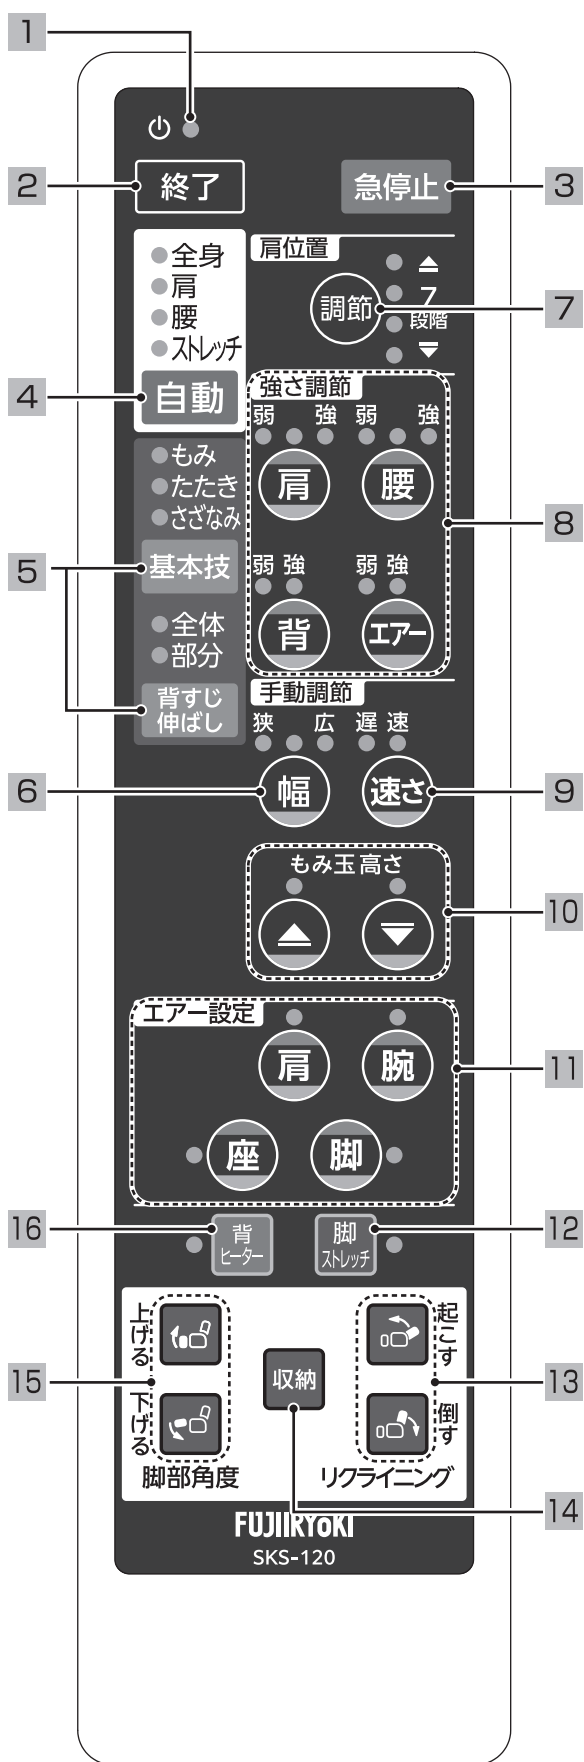 1
2 終了 急停止 3
全身
肩
腰
ストレッチ
4 自動
肩位置
調節 7
7
段階
強さ調節
弱 強 弱 強
肩 腰
8
もみ
たたき
さざなみ
5 基本技
全体
部分
背すじ
伸ばし
弱 強 弱 強
背 エアー
手動調節
狭 広 遅 速
6 幅 速さ 9
もみ玉 高さ
10
エアー設定
肩 腕 11
座 脚
16 背
ヒーター
脚
ストレッチ
12
上げる
下げる
15
脚部角度
収納
14
起こす
倒す
13
リクライニング
FUJIIRYOKI
SKS-120